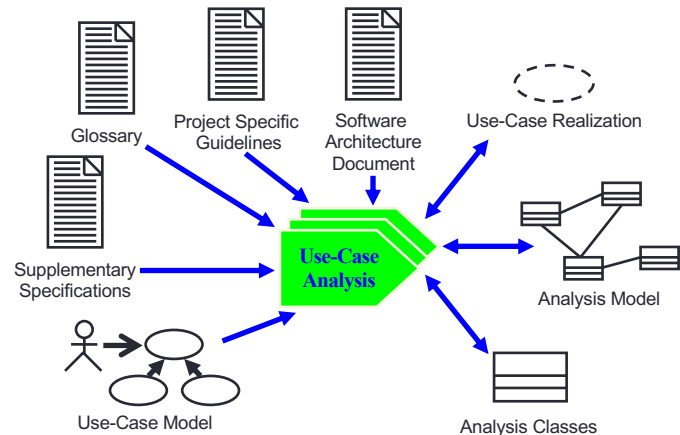 Glossary
Project Specific
Guidelines
Software
Architecture
Document
Use-Case Realization
Supplementary
Specifications
Use-Case
Analysis
Analysis Model
Use-Case Model
Analysis Classes